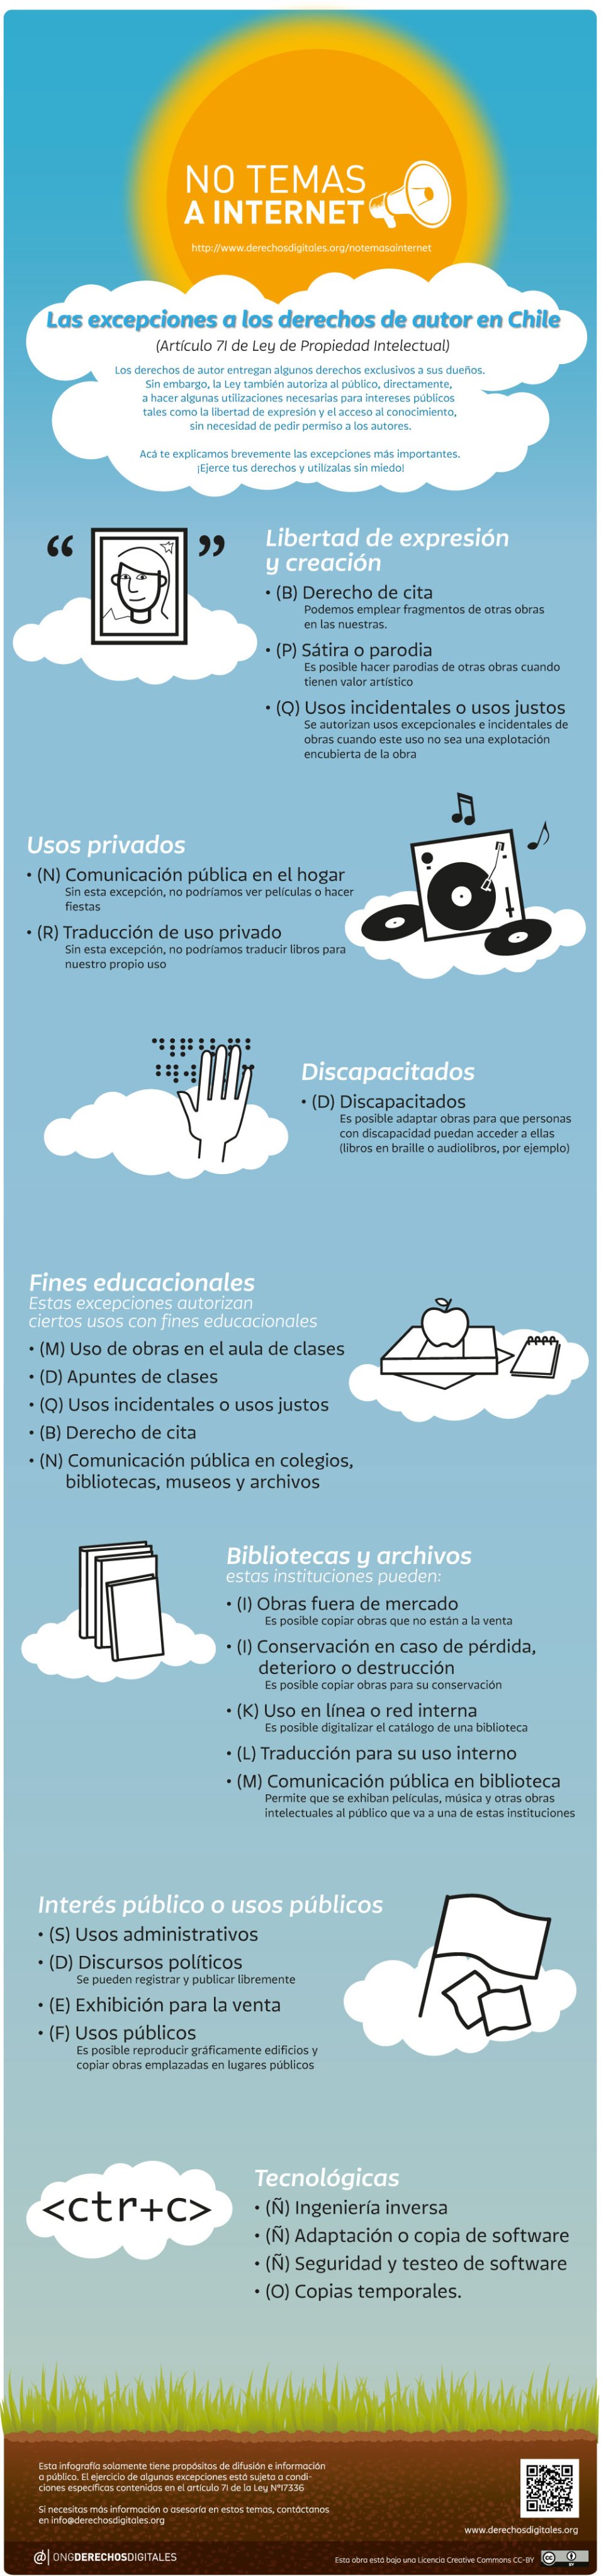 NO TEMAS
A INTERNET
http://www.derechosdigitales.org/notemasainternet
Las excepciones a los derechos de autor en Chile
(Artículo 71 de Ley de Propiedad Intelectual)
Los derechos de autor entregan algunos derechos exclusivos a sus dueños.
Sin embargo, la Ley también autoriza al público, directamente,
a hacer algunas utilizaciones necesarias para intereses públicos
tales como la libertad de expresión y el acceso al conocimiento,
sin necesidad de pedir permiso a los autores.
Acá te explicamos brevemente las excepciones más importantes.
¡Ejerce tus derechos y utilízalas sin miedo!
“ ”
Libertad de expresión
y creación
• (B) Derecho de cita
Podemos emplear fragmentos de otras obras
en las nuestras.
• (P) Sátira o parodia
Es posible hacer parodias de otras obras cuando
tienen valor artístico
• (Q) Usos incidentales o usos justos
Se autorizan usos excepcionales e incidentales de
obras cuando este uso no sea una explotación
encubierta de la obra
Usos privados
• (N) Comunicación pública en el hogar
Sin esta excepción, no podríamos ver películas o hacer
fiestas
• (R) Traducción de uso privado
Sin esta excepción, no podríamos traducir libros para
nuestro propio uso
Discapacitados
• (D) Discapacitados
Es posible adaptar obras para que personas
con discapacidad puedan acceder a ellas
(libros en braille o audiolibros, por ejemplo)
Fines educacionales
Estas excepciones autorizan
ciertos usos con fines educacionales
• (M) Uso de obras en el aula de clases
• (D) Apuntes de clases
• (Q) Usos incidentales o usos justos
• (B) Derecho de cita
• (N) Comunicación pública en colegios,
bibliotecas, museos y archivos
Bibliotecas y archivos
estas instituciones pueden:
• (I) Obras fuera de mercado
Es posible copiar obras que no están a la venta
• (I) Conservación en caso de pérdida,
deterioro o destrucción
Es posible copiar obras para su conservación
• (K) Uso en línea o red interna
Es posible digitalizar el catálogo de una biblioteca
• (L) Traducción para su uso interno
• (M) Comunicación pública en biblioteca
Permite que se exhiban películas, música y otras obras
intelectuales al público que va a una de estas instituciones
Interés público o usos públicos
• (S) Usos administrativos
• (D) Discursos políticos
Se pueden registrar y publicar libremente
• (E) Exhibición para la venta
• (F) Usos públicos
Es posible reproducir gráficamente edificios y
copiar obras emplazadas en lugares públicos
<ctr+c>
Tecnológicas
• (Ñ) Ingeniería inversa
• (Ñ) Adaptación o copia de software
• (Ñ) Seguridad y testeo de software
• (O) Copias temporales.
Esta infografía solamente tiene propósitos de difusión e información
a público. El ejercicio de algunas excepciones está sujeta a condi-
ciones específicas contenidas en el artículo 71 de la Ley Nº17336
Si necesitas más información o asesoría en estos temas, contáctanos
en info@derechosdigitales.org
www.derechosdigitales.org
@| ONGDERECHOSDIGITALES
Esta obra está bajo una Licencia Creative Commons CC-BY
cc BY